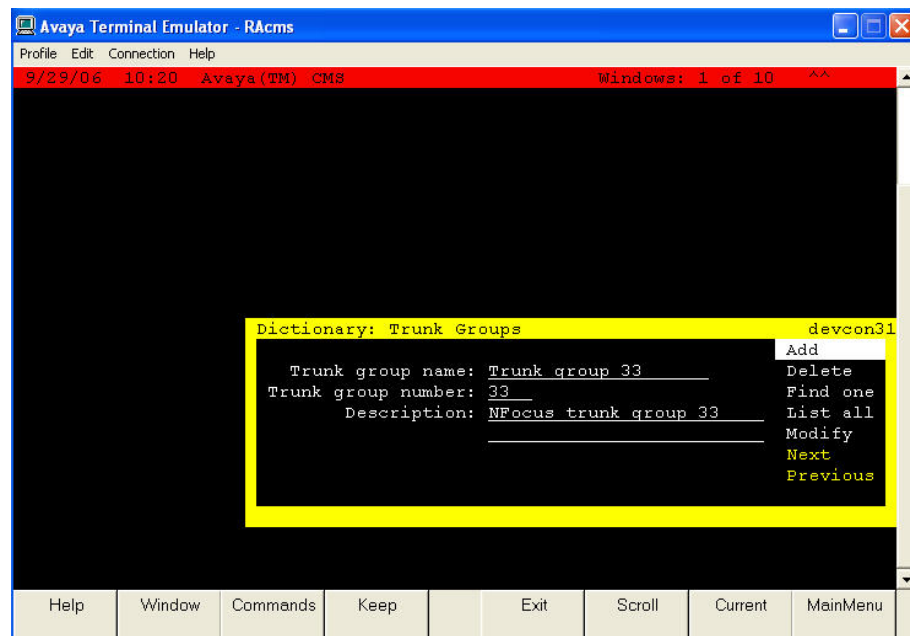 Avaya Terminal Emulator - RAcms
Profile Edit Connection Help
9/29/06 10:20 Avaya(TM) CMS Windows: 1 of 10 ^^
Dictionary: Trunk Groups devcon31
Add
Trunk group name: Trunk group 33 Delete
Trunk group number: 33 Find one
Description: NFocus trunk group 33 List all
Modify
Next
Previous
Help Window Commands Keep Exit Scroll Current MainMenu